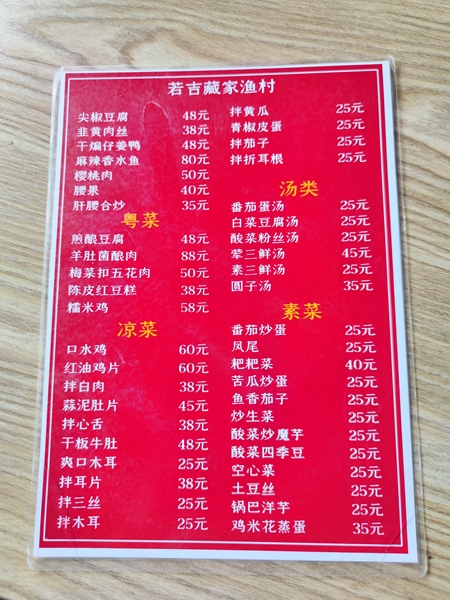 若吉藏家渔村
尖椒豆腐 48元
韭黄肉丝 38元
干煸仔姜鸭 48元
麻辣香水鱼 80元
樱桃肉 50元
腰果 40元
肝腰合炒 35元
粤菜
煎酿豆腐 48元
羊肚菌酿肉 88元
梅菜扣五花肉 50元
陈皮红豆糕 38元
糯米鸡 58元
凉菜
口水鸡 60元
红油鸡片 60元
拌白肉 38元
蒜泥肚片 45元
拌心舌 38元
干板牛肚 48元
爽口木耳 25元
拌耳片 38元
拌三丝 25元
拌木耳 25元
拌黄瓜 25元
青椒皮蛋 25元
拌茄子 25元
拌折耳根 25元
汤类
番茄蛋汤 25元
白菜豆腐汤 25元
酸菜粉丝汤 25元
荤三鲜汤 45元
素三鲜汤 25元
圆子汤 35元
素菜
番茄炒蛋 25元
凤尾 25元
粑粑菜 40元
苦瓜炒蛋 25元
鱼香茄子 25元
炒生菜 25元
酸菜炒魔芋 25元
酸菜四季豆 25元
空心菜 25元
土豆丝 25元
锅巴洋芋 25元
鸡米花蒸蛋 35元